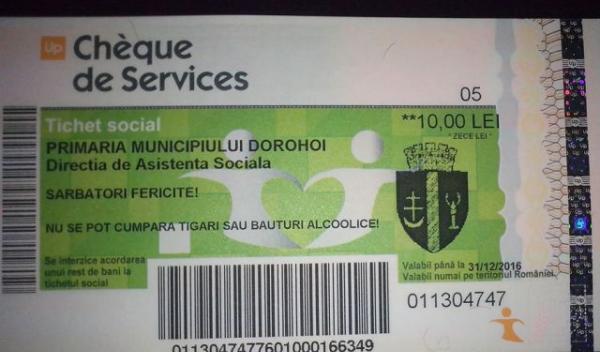 Up Chèque
de Services
05
Tichet social
**10,00 LEI
" ZECE LEI "
PRIMARIA MUNICIPIULUI DOROHOI
Directia de Asistenta Sociala
SARBATORI FERICITE!
NU SE POT CUMPARA TIGARI SAU BAUTURI ALCOOLICE!
Se interzice acordarea
unui rest de bani la
tichetul social
Valabil până la 31/12/2016
Valabil numai pe teritoriul României
011304747
0113047477601000166349